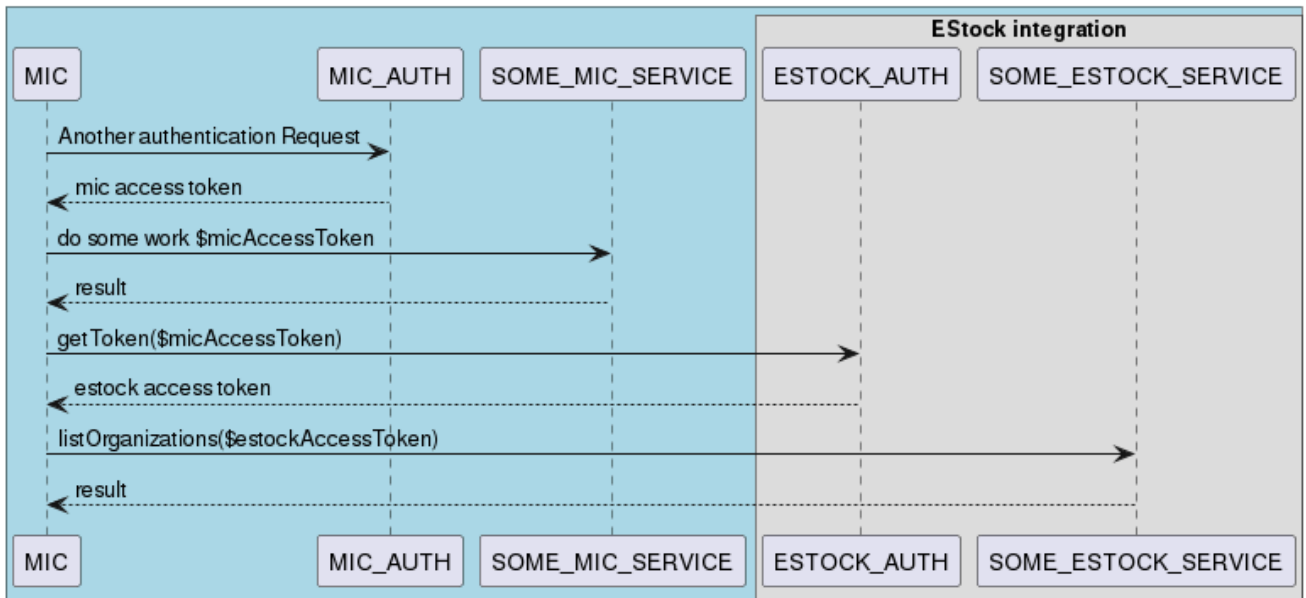 EStock integration
MIC MIC_AUTH SOME_MIC_SERVICE ESTOCK_AUTH SOME_ESTOCK_SERVICE
Another authentication Request
mic access token
do some work $micAccessToken
result
getToken($micAccessToken)
estock access token
listOrganizations($estockAccessToken)
result
MIC MIC_AUTH SOME_MIC_SERVICE ESTOCK_AUTH SOME_ESTOCK_SERVICE